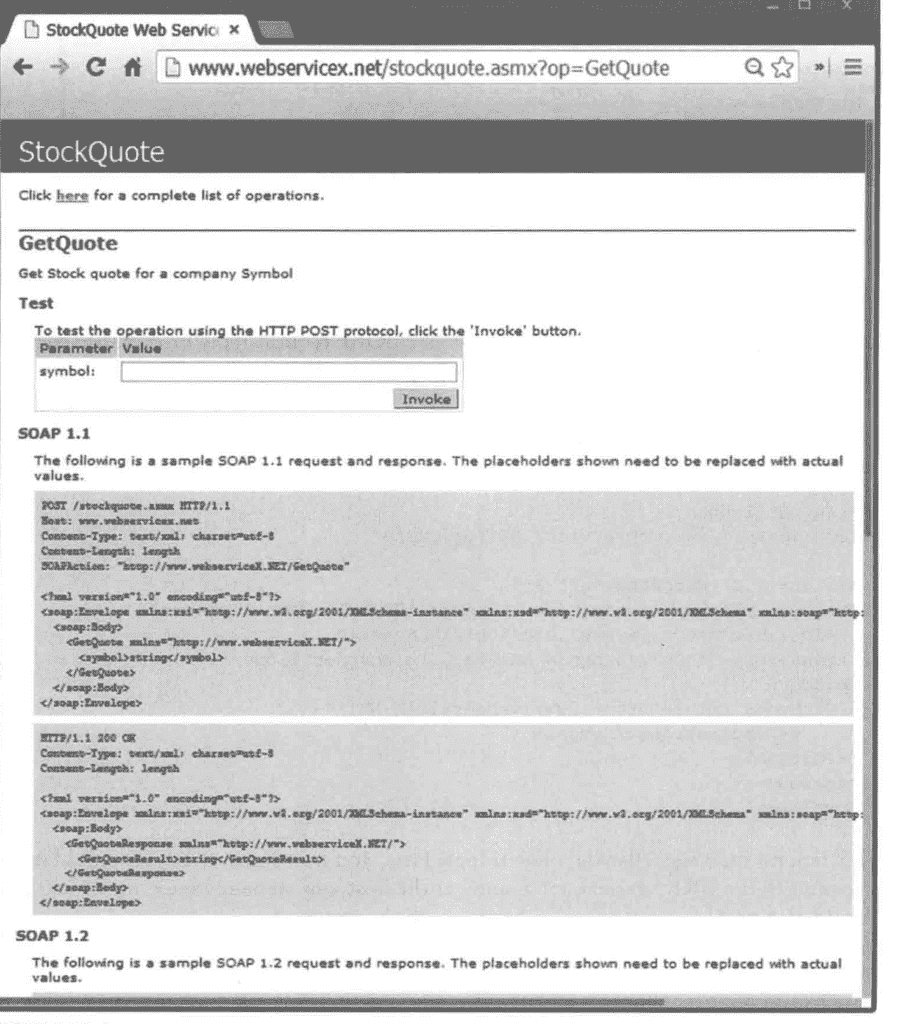 StockQuote Web Servic ×
www.webservicex.net/stockquote.asmx?op=GetQuote
StockQuote
Click here for a complete list of operations.
GetQuote
Get Stock quote for a company Symbol
Test
To test the operation using the HTTP POST protocol, click the 'Invoke' button.
Parameter Value
symbol:
Invoke
SOAP 1.1
The following is a sample SOAP 1.1 request and response. The placeholders shown need to be replaced with actual
values.
POST /stockquote.asmx HTTP/1.1
Host: www.webservicex.net
Content-Type: text/xml; charset=utf-8
Content-Length: length
SOAPAction: "http://www.webserviceX.NET/GetQuote"
<?xml version="1.0" encoding="utf-8"?>
<soap:Envelope xmlns:xsi="http://www.w3.org/2001/XMLSchema-instance" xmlns:xsd="http://www.w3.org/2001/XMLSchema" xmlns:soap="http:
<soap:Body>
<GetQuote xmlns="http://www.webserviceX.NET/">
<symbol>string</symbol>
</GetQuote>
</soap:Body>
</soap:Envelope>
HTTP/1.1 200 OK
Content-Type: text/xml; charset=utf-8
Content-Length: length
<?xml version="1.0" encoding="utf-8"?>
<soap:Envelope xmlns:xsi="http://www.w3.org/2001/XMLSchema-instance" xmlns:xsd="http://www.w3.org/2001/XMLSchema" xmlns:soap="http:
<soap:Body>
<GetQuoteResponse xmlns="http://www.webserviceX.NET/">
<GetQuoteResult>string</GetQuoteResult>
</GetQuoteResponse>
</soap:Body>
</soap:Envelope>
SOAP 1.2
The following is a sample SOAP 1.2 request and response. The placeholders shown need to be replaced with actual
values.